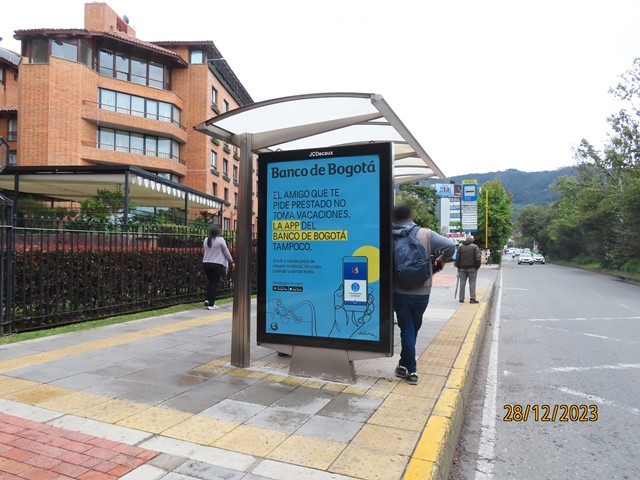 JCDecaux
Banco de Bogotá
EL AMIGO QUE TE
PIDE PRESTADO NO
TOMA VACACIONES,
LA APP DEL
BANCO DE BOGOTÁ
TAMPOCO.
28/12/2023